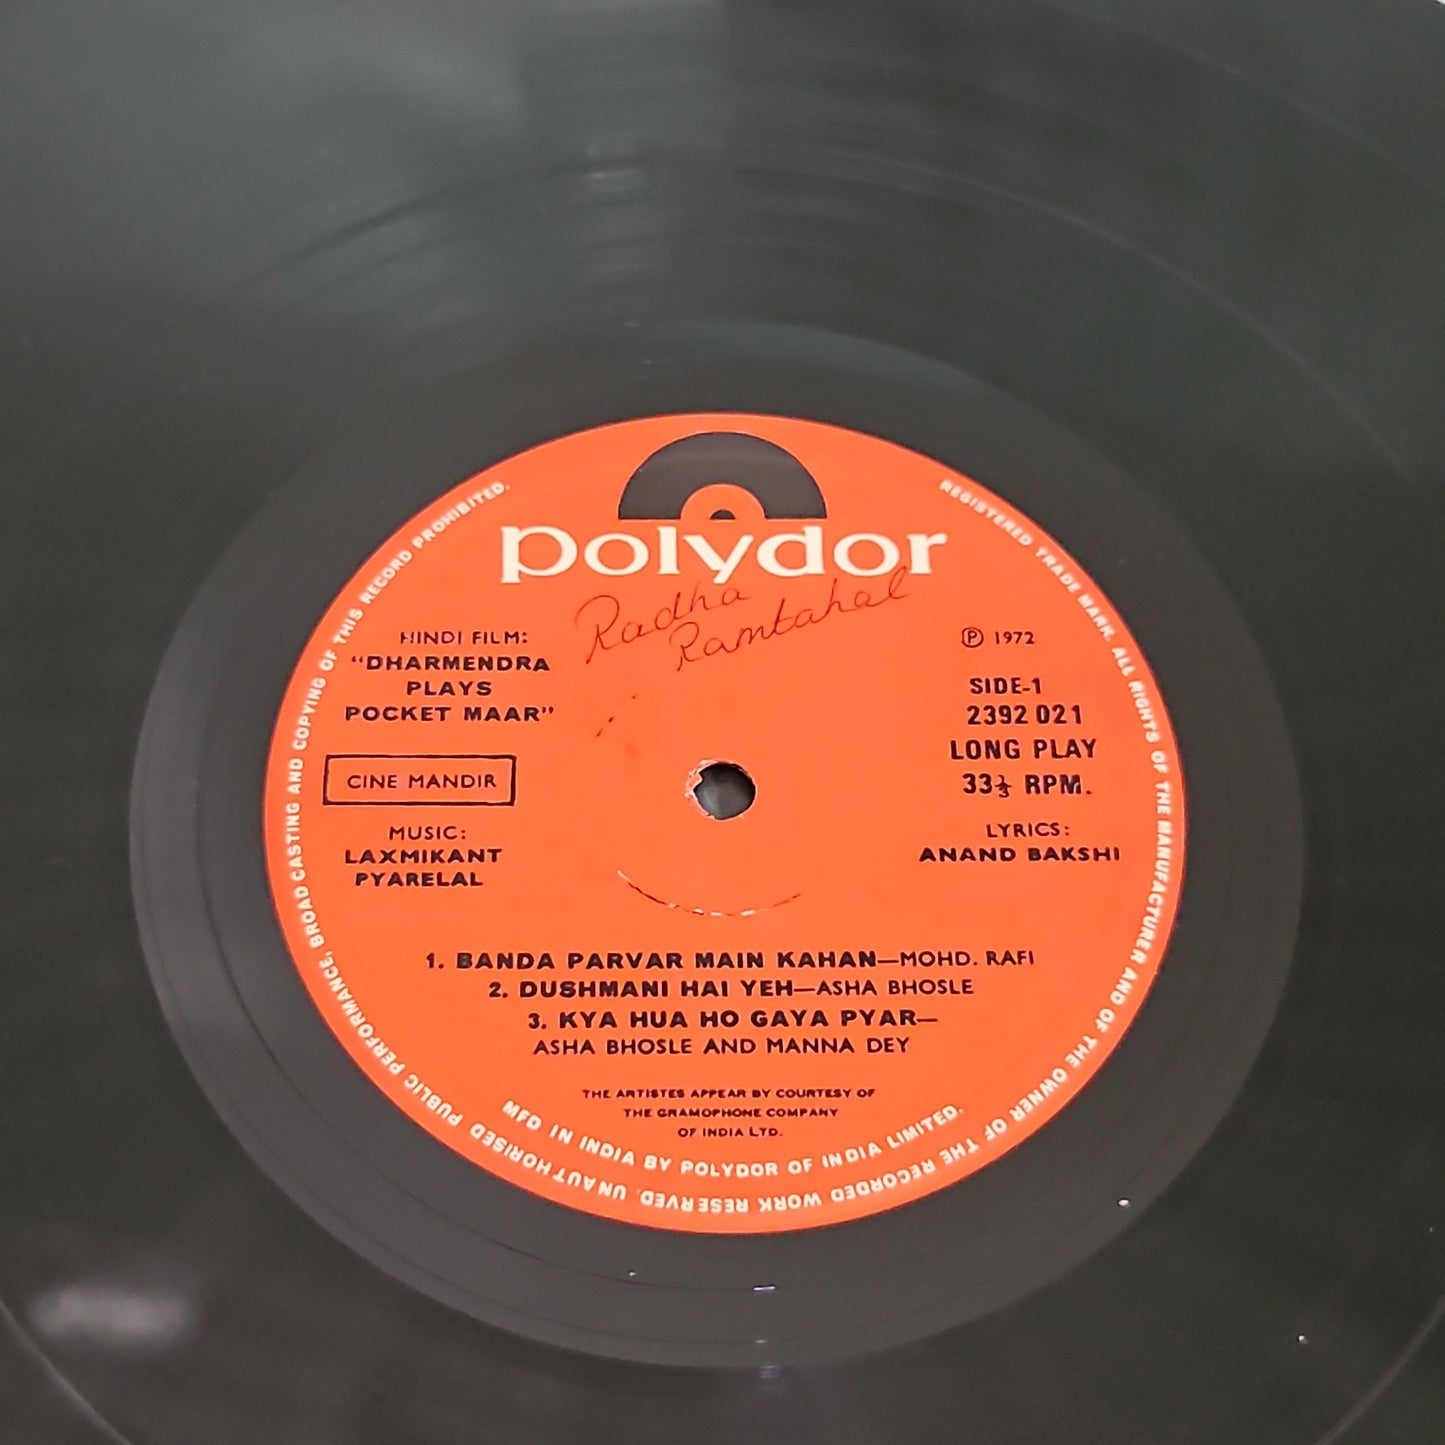 polydor
Radha
Ramtahal
HINDI FILM:
"DHARMENDRA
PLAYS
POCKET MAAR"
CINE MANDIR
MUSIC:
LAXMIKANT
PYARELAL
℗ 1972
SIDE-1
2392 021
LONG PLAY
33⅓ RPM.
LYRICS:
ANAND BAKSHI
1. BANDA PARVAR MAIN KAHAN—MOHD. RAFI
2. DUSHMANI HAI YEH—ASHA BHOSLE
3. KYA HUA HO GAYA PYAR—
ASHA BHOSLE AND MANNA DEY
THE ARTISTES APPEAR BY COURTESY OF
THE GRAMOPHONE COMPANY
OF INDIA LTD.
MFD IN INDIA BY POLYDOR OF INDIA LIMITED.
REGISTERED TRADE MARK. ALL RIGHTS OF THE MANUFACTURER AND OF THE OWNER OF THE RECORDED WORK RESERVED. UNAUTHORISED PUBLIC PERFORMANCE, BROADCASTING AND COPYING OF THIS RECORD PROHIBITED.